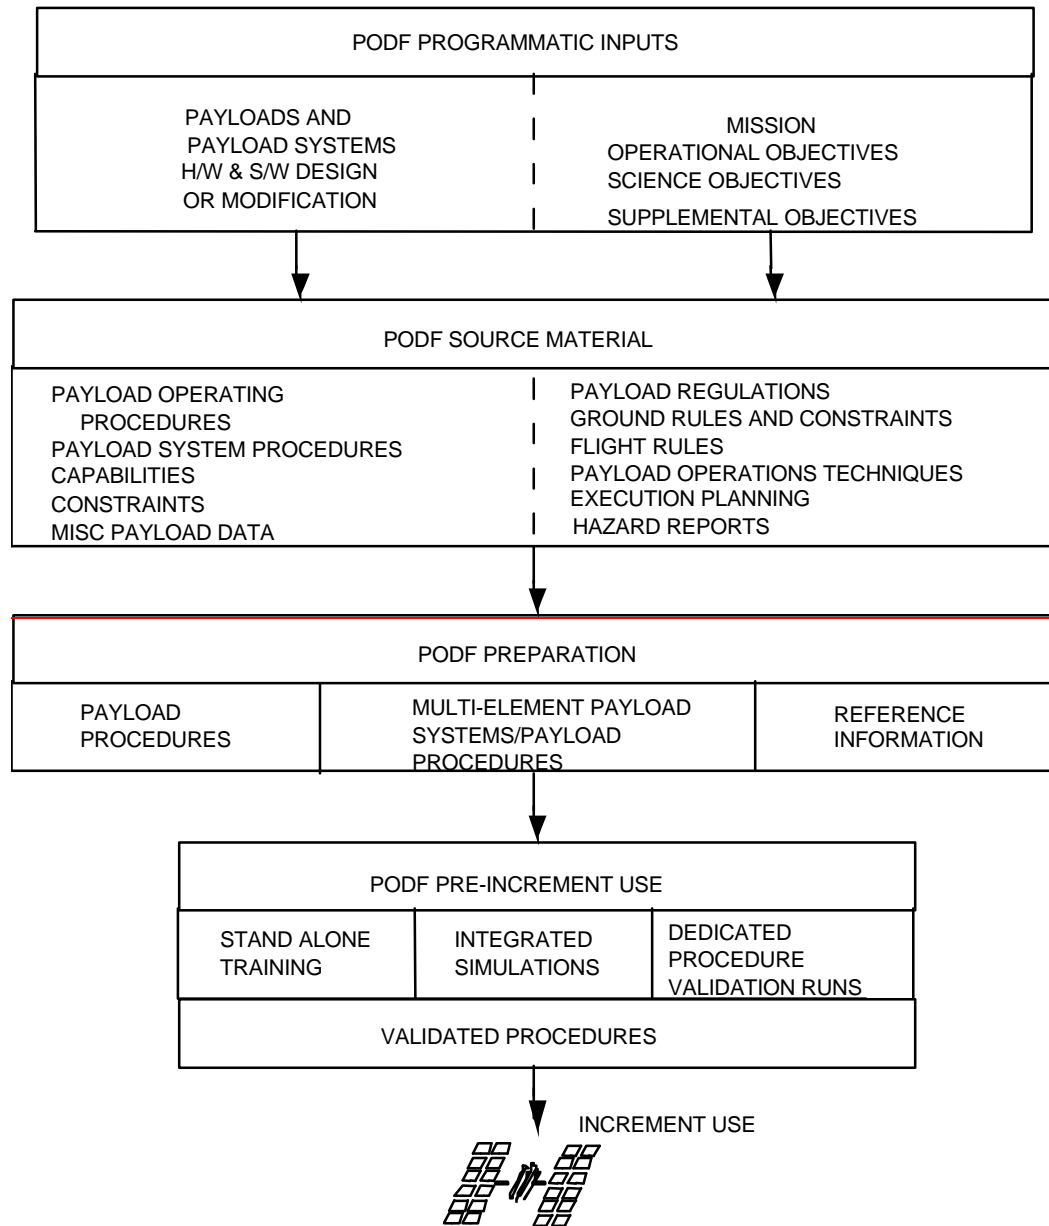 PODF PROGRAMMATIC INPUTS
PAYLOADS AND
PAYLOAD SYSTEMS
H/W & S/W DESIGN
OR MODIFICATION
MISSION
OPERATIONAL OBJECTIVES
SCIENCE OBJECTIVES
SUPPLEMENTAL OBJECTIVES
PODF SOURCE MATERIAL
PAYLOAD OPERATING
PROCEDURES
PAYLOAD SYSTEM PROCEDURES
CAPABILITIES
CONSTRAINTS
MISC PAYLOAD DATA
PAYLOAD REGULATIONS
GROUND RULES AND CONSTRAINTS
FLIGHT RULES
PAYLOAD OPERATIONS TECHNIQUES
EXECUTION PLANNING
HAZARD REPORTS
PODF PREPARATION
PAYLOAD
PROCEDURES
MULTI-ELEMENT PAYLOAD
SYSTEMS/PAYLOAD
PROCEDURES
REFERENCE
INFORMATION
PODF PRE-INCREMENT USE
STAND ALONE
TRAINING
INTEGRATED
SIMULATIONS
DEDICATED
PROCEDURE
VALIDATION RUNS
VALIDATED PROCEDURES
INCREMENT USE